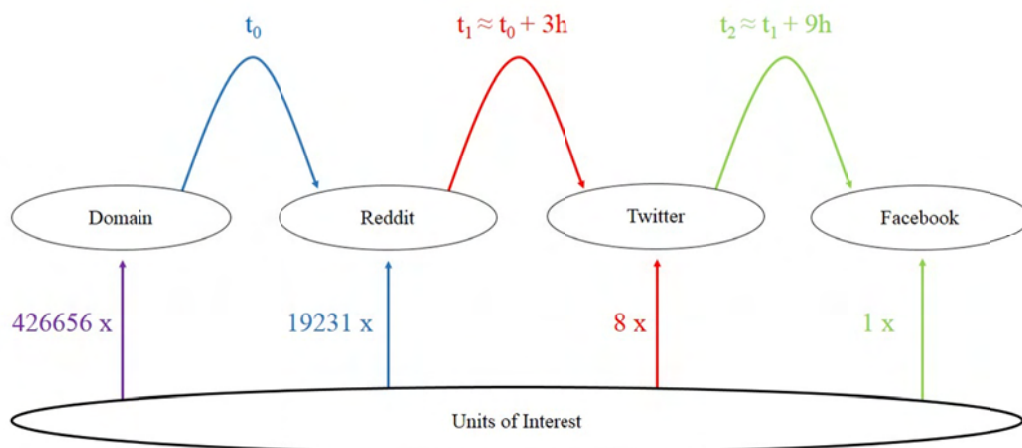 t₀
t₁ ≈ t₀ + 3h
t₂ ≈ t₁ + 9h
Domain
Reddit
Twitter
Facebook
426656 x
19231 x
8 x
1 x
Units of Interest